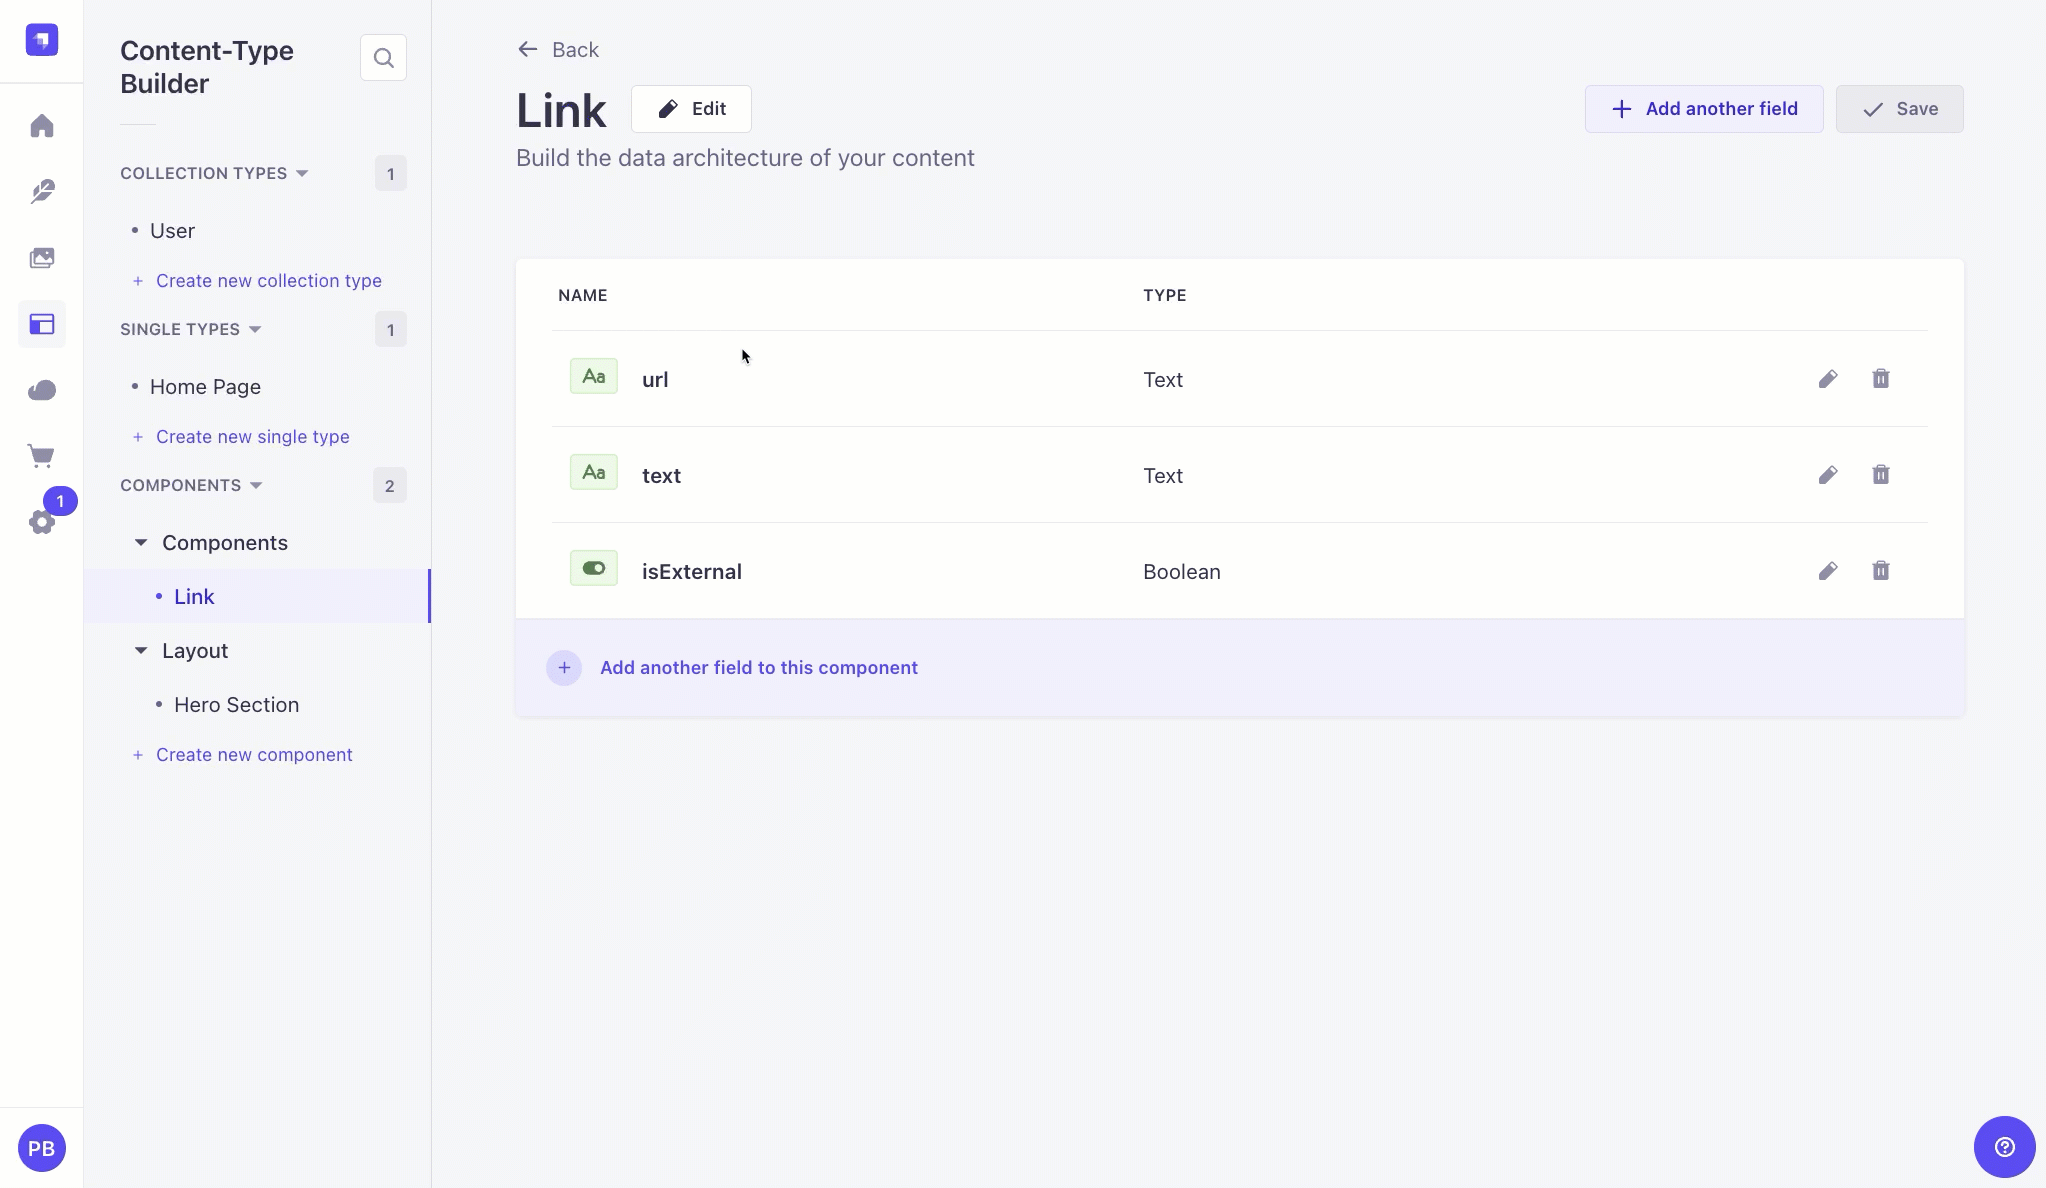 Content-Type
Builder
COLLECTION TYPES 1
User
+ Create new collection type
SINGLE TYPES 1
Home Page
+ Create new single type
COMPONENTS 2
Components
Link
Layout
Hero Section
+ Create new component
1
PB
Back
Link
Edit
Add another field
Save
Build the data architecture of your content
NAME TYPE
Aa url Text
Aa text Text
isExternal Boolean
+ Add another field to this component
?